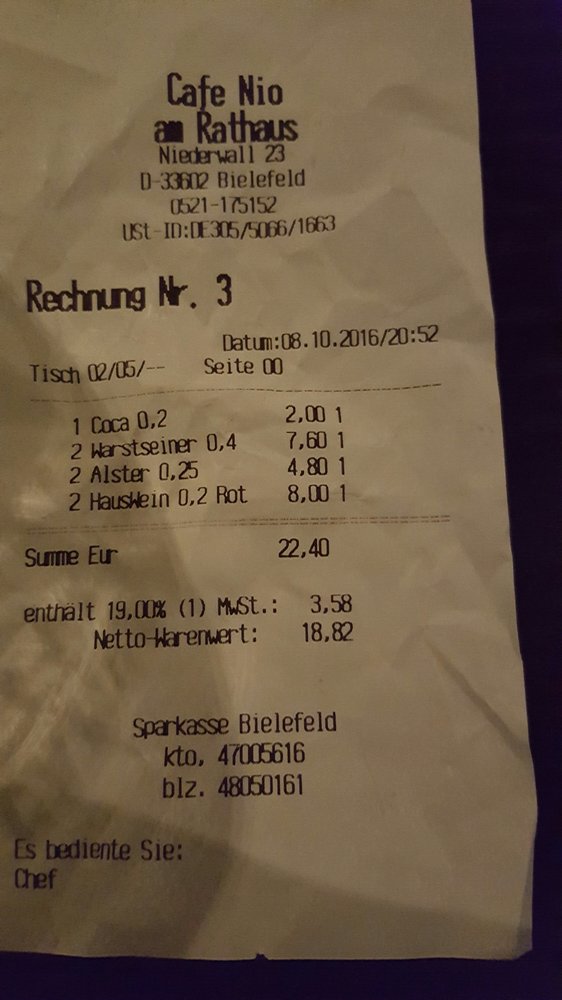 Cafe Nio
am Rathaus
Niederwall 23
D-33602 Bielefeld
0521-175152
USt-ID:DE305/5066/1663
Rechnung Nr. 3
Datum:08.10.2016/20:52
Tisch 02/05/-- Seite 00
1 Coca 0,2 2,00 1
2 Warstseiner 0,4 7,60 1
2 Alster 0,25 4,80 1
2 HausWein 0,2 Rot 8,00 1
Summe Eur 22,40
enthält 19,00% (1) MwSt.: 3,58
Netto-Warenwert: 18,82
Sparkasse Bielefeld
kto. 47005616
blz. 48050161
Es bediente Sie:
Chef